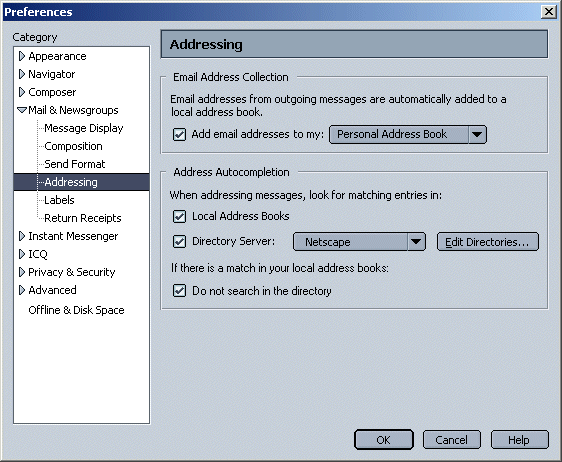 Preferences
Category
Appearance
Navigator
Composer
Mail & Newsgroups
Message Display
Composition
Send Format
Addressing
Labels
Return Receipts
Instant Messenger
ICQ
Privacy & Security
Advanced
Offline & Disk Space
Addressing
Email Address Collection
Email addresses from outgoing messages are automatically added to a
local address book.
Add email addresses to my: Personal Address Book
Address Autocompletion
When addressing messages, look for matching entries in:
Local Address Books
Directory Server: Netscape Edit Directories...
If there is a match in your local address books:
Do not search in the directory
OK Cancel Help